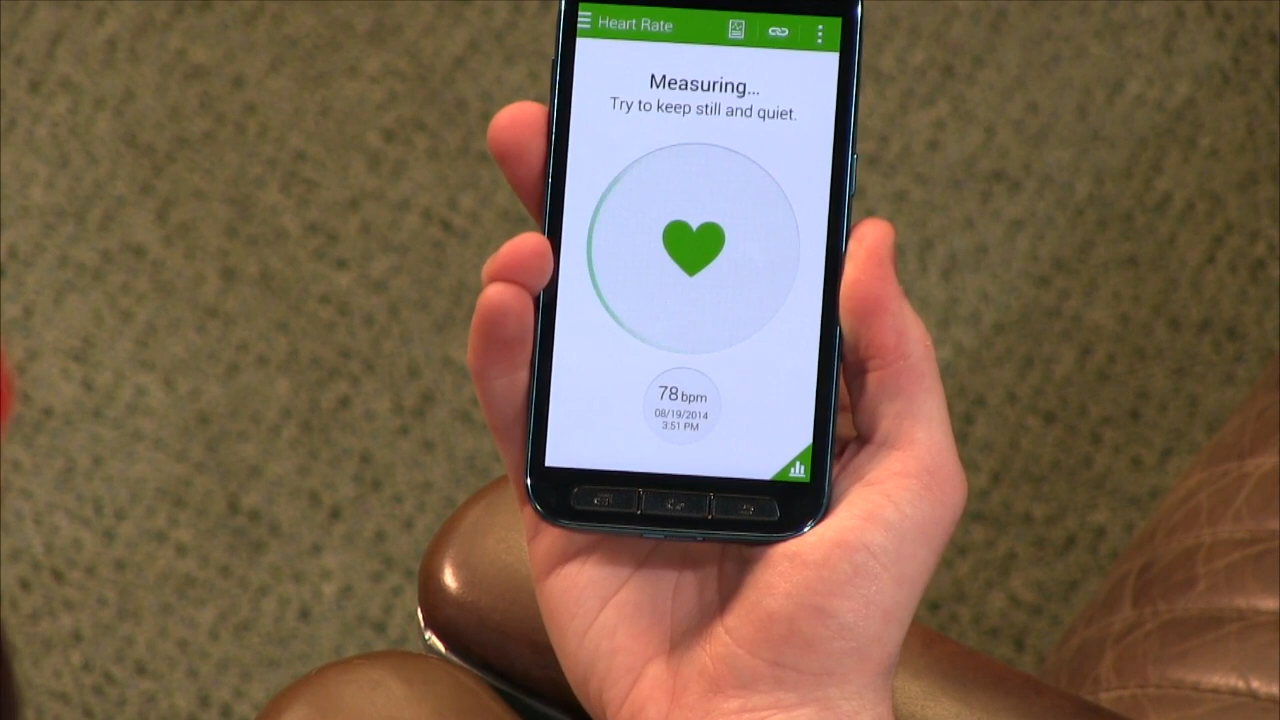 Heart Rate
Measuring...
Try to keep still and quiet.
78 bpm
08/19/2014
3:51 PM